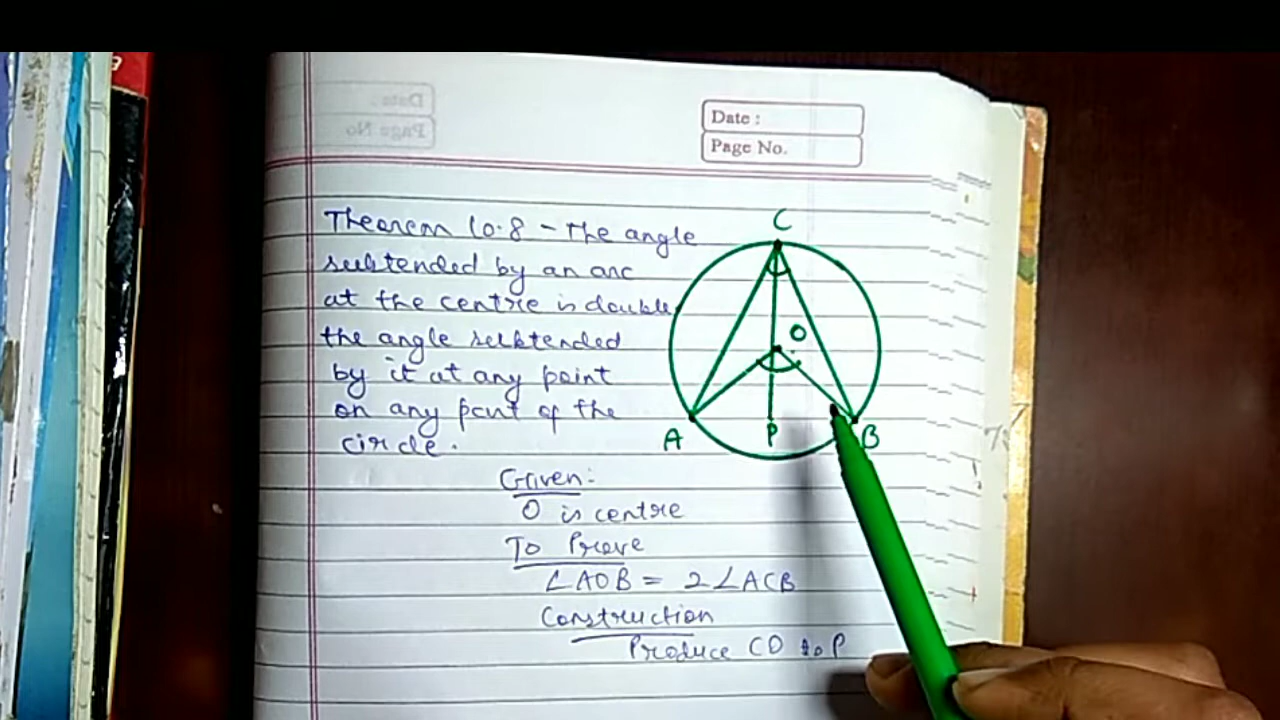 Date :
Page No.
Theorem 10.8 - The angle
subtended by an arc
at the centre is double
the angle subtended
by it at any point
on any part of the
circle.
C
O
A
P
B
Given:
O is centre
To Prove
∠AOB = 2∠ACB
Construction
Produce CO to P